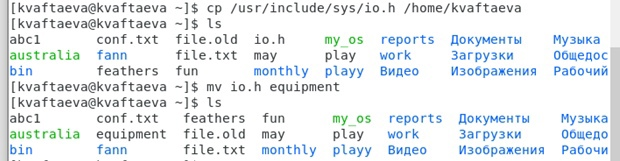 [kvaftaeva@kvaftaeva ~]$ cp /usr/include/sys/io.h /home/kvaftaeva
[kvaftaeva@kvaftaeva ~]$ ls
abc1 conf.txt file.old io.h my_os reports Документы Музыка
australia fann file.txt may play work Загрузки Общедос
bin feathers fun monthly playy Видео Изображения Рабочий
[kvaftaeva@kvaftaeva ~]$ mv io.h equipment
[kvaftaeva@kvaftaeva ~]$ ls
abc1 conf.txt feathers fun my_os reports Документы Музыка
australia equipment file.old may play work Загрузки Общедо
bin fann file.txt monthly playy Видео Изображения Рабочи